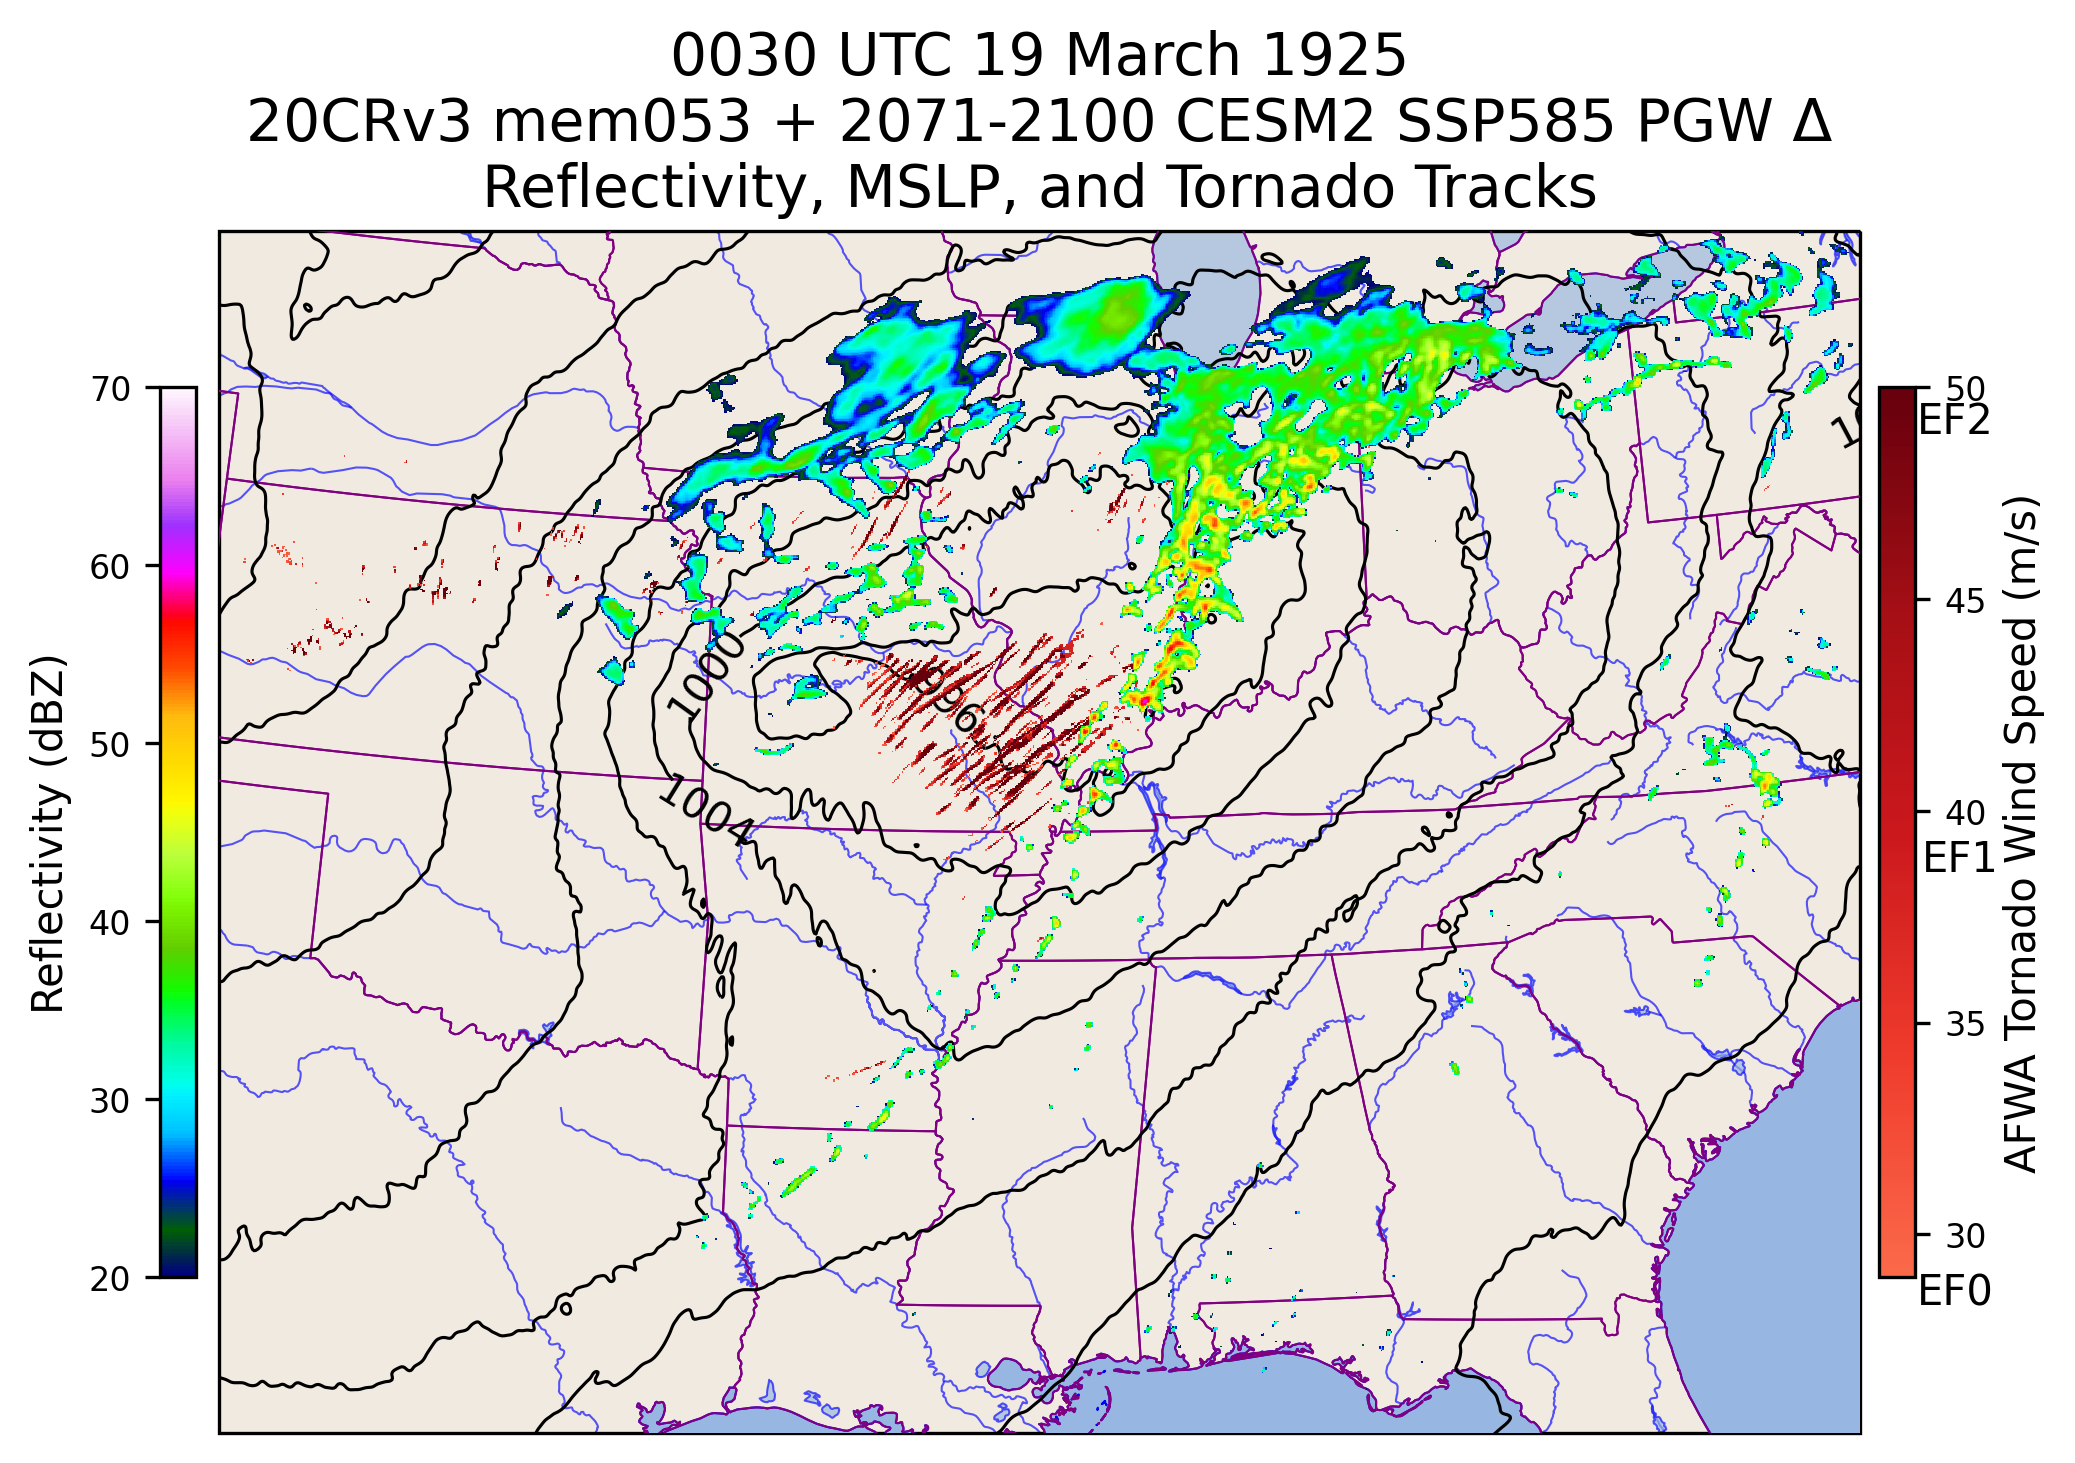 0030 UTC 19 March 1925
20CRv3 mem053 + 2071-2100 CESM2 SSP585 PGW Δ
Reflectivity, MSLP, and Tornado Tracks
Reflectivity (dBZ)
70
60
50
40
30
20
1000
996
1004
50
EF2
45
40
EF1
35
30
EF0
AFWA Tornado Wind Speed (m/s)